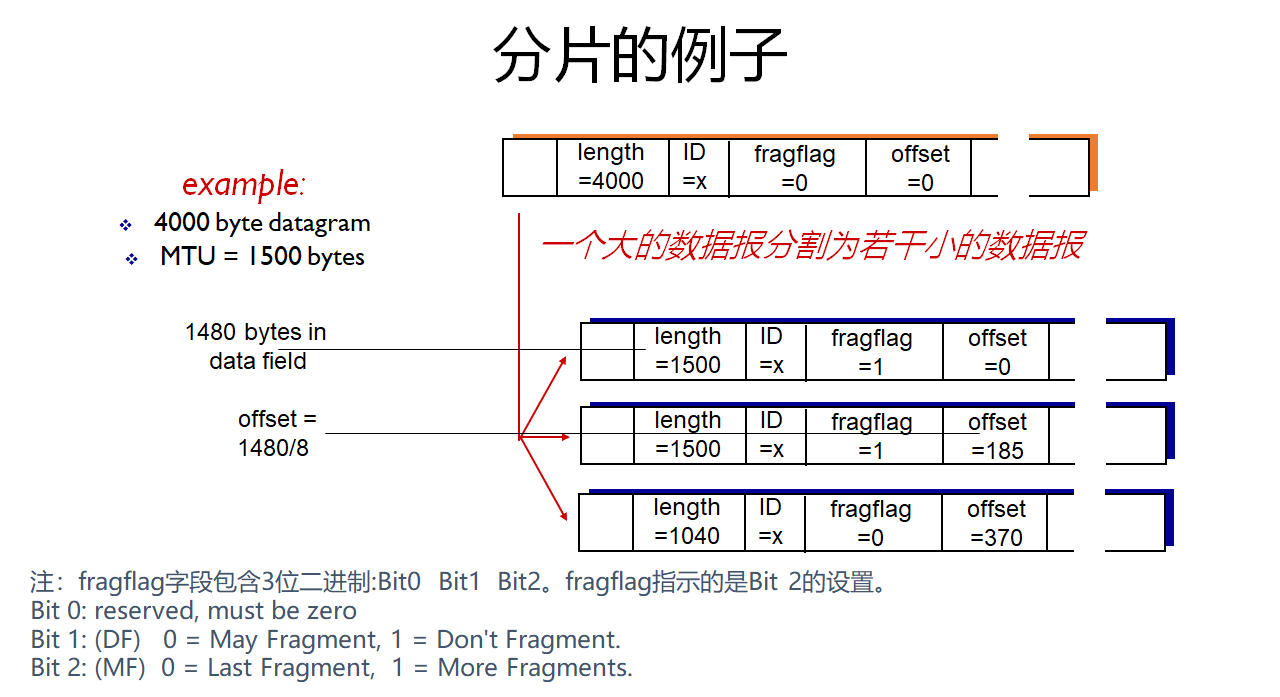 分片的例子
length ID fragflag offset
=4000 =x =0 =0
example:
❖ 4000 byte datagram
❖ MTU = 1500 bytes
一个大的数据报分割为若干小的数据报
1480 bytes in
data field
length ID fragflag offset
=1500 =x =1 =0
offset =
1480/8
length ID fragflag offset
=1500 =x =1 =185
length ID fragflag offset
=1040 =x =0 =370
注：fragflag字段包含3位二进制:Bit0 Bit1 Bit2。fragflag指示的是Bit 2的设置。
Bit 0: reserved, must be zero
Bit 1: (DF) 0 = May Fragment, 1 = Don't Fragment.
Bit 2: (MF) 0 = Last Fragment, 1 = More Fragments.